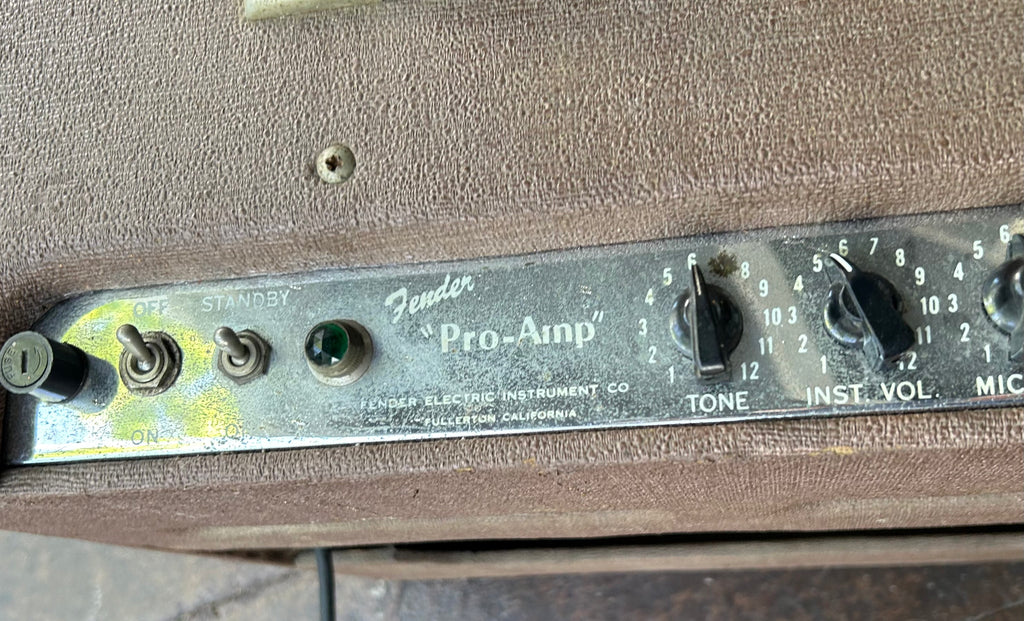 FUSE
OFF
STANDBY
ON
O
Fender
"Pro-Amp"
FENDER ELECTRIC INSTRUMENT CO
FULLERTON CALIFORNIA
1 2 3 4 5 6 8 9 10 11 12
TONE
1 2 3 4 5 6 7 8 9 10 11 12
INST. VOL.
1 2 3 4 5 6
MIC